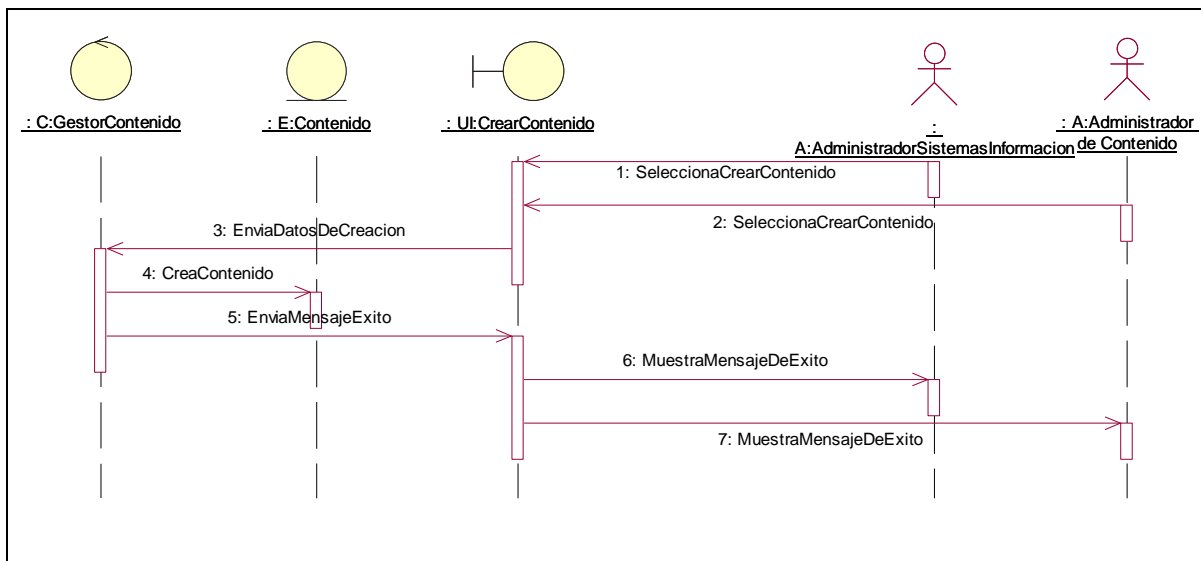 : C:GestorContenido
: E:Contenido
: UI:CrearContenido
:
A:AdministradorSistemasInformacion
: A:Administrador
de Contenido
1: SeleccionaCrearContenido
2: SeleccionaCrearContenido
3: EnviaDatosDeCreacion
4: CreaContenido
5: EnviaMensajeExito
6: MuestraMensajeDeExito
7: MuestraMensajeDeExito